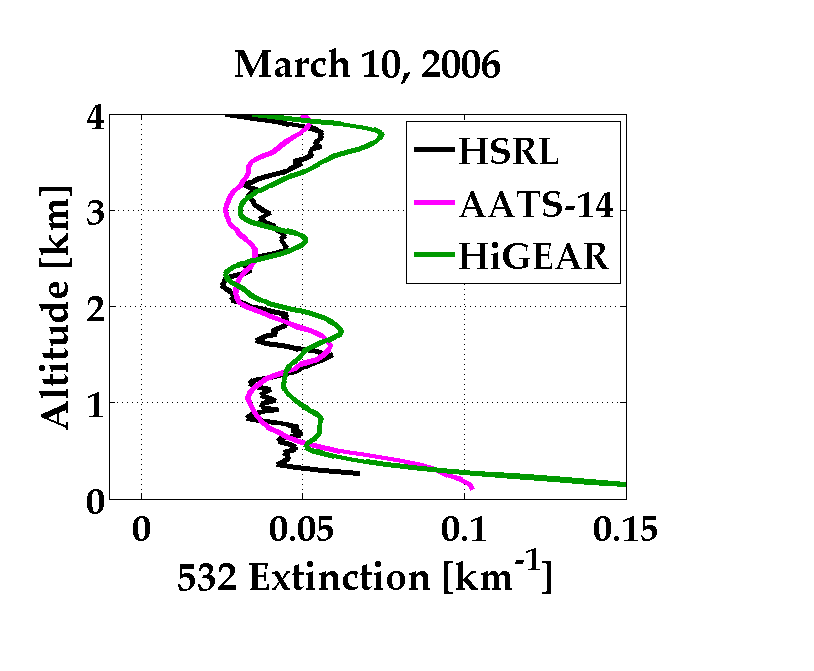 March 10, 2006
4
3
2
1
0
Altitude [km]
HSRL
AATS-14
HiGEAR
0 0.05 0.1 0.15
532 Extinction [km⁻¹]